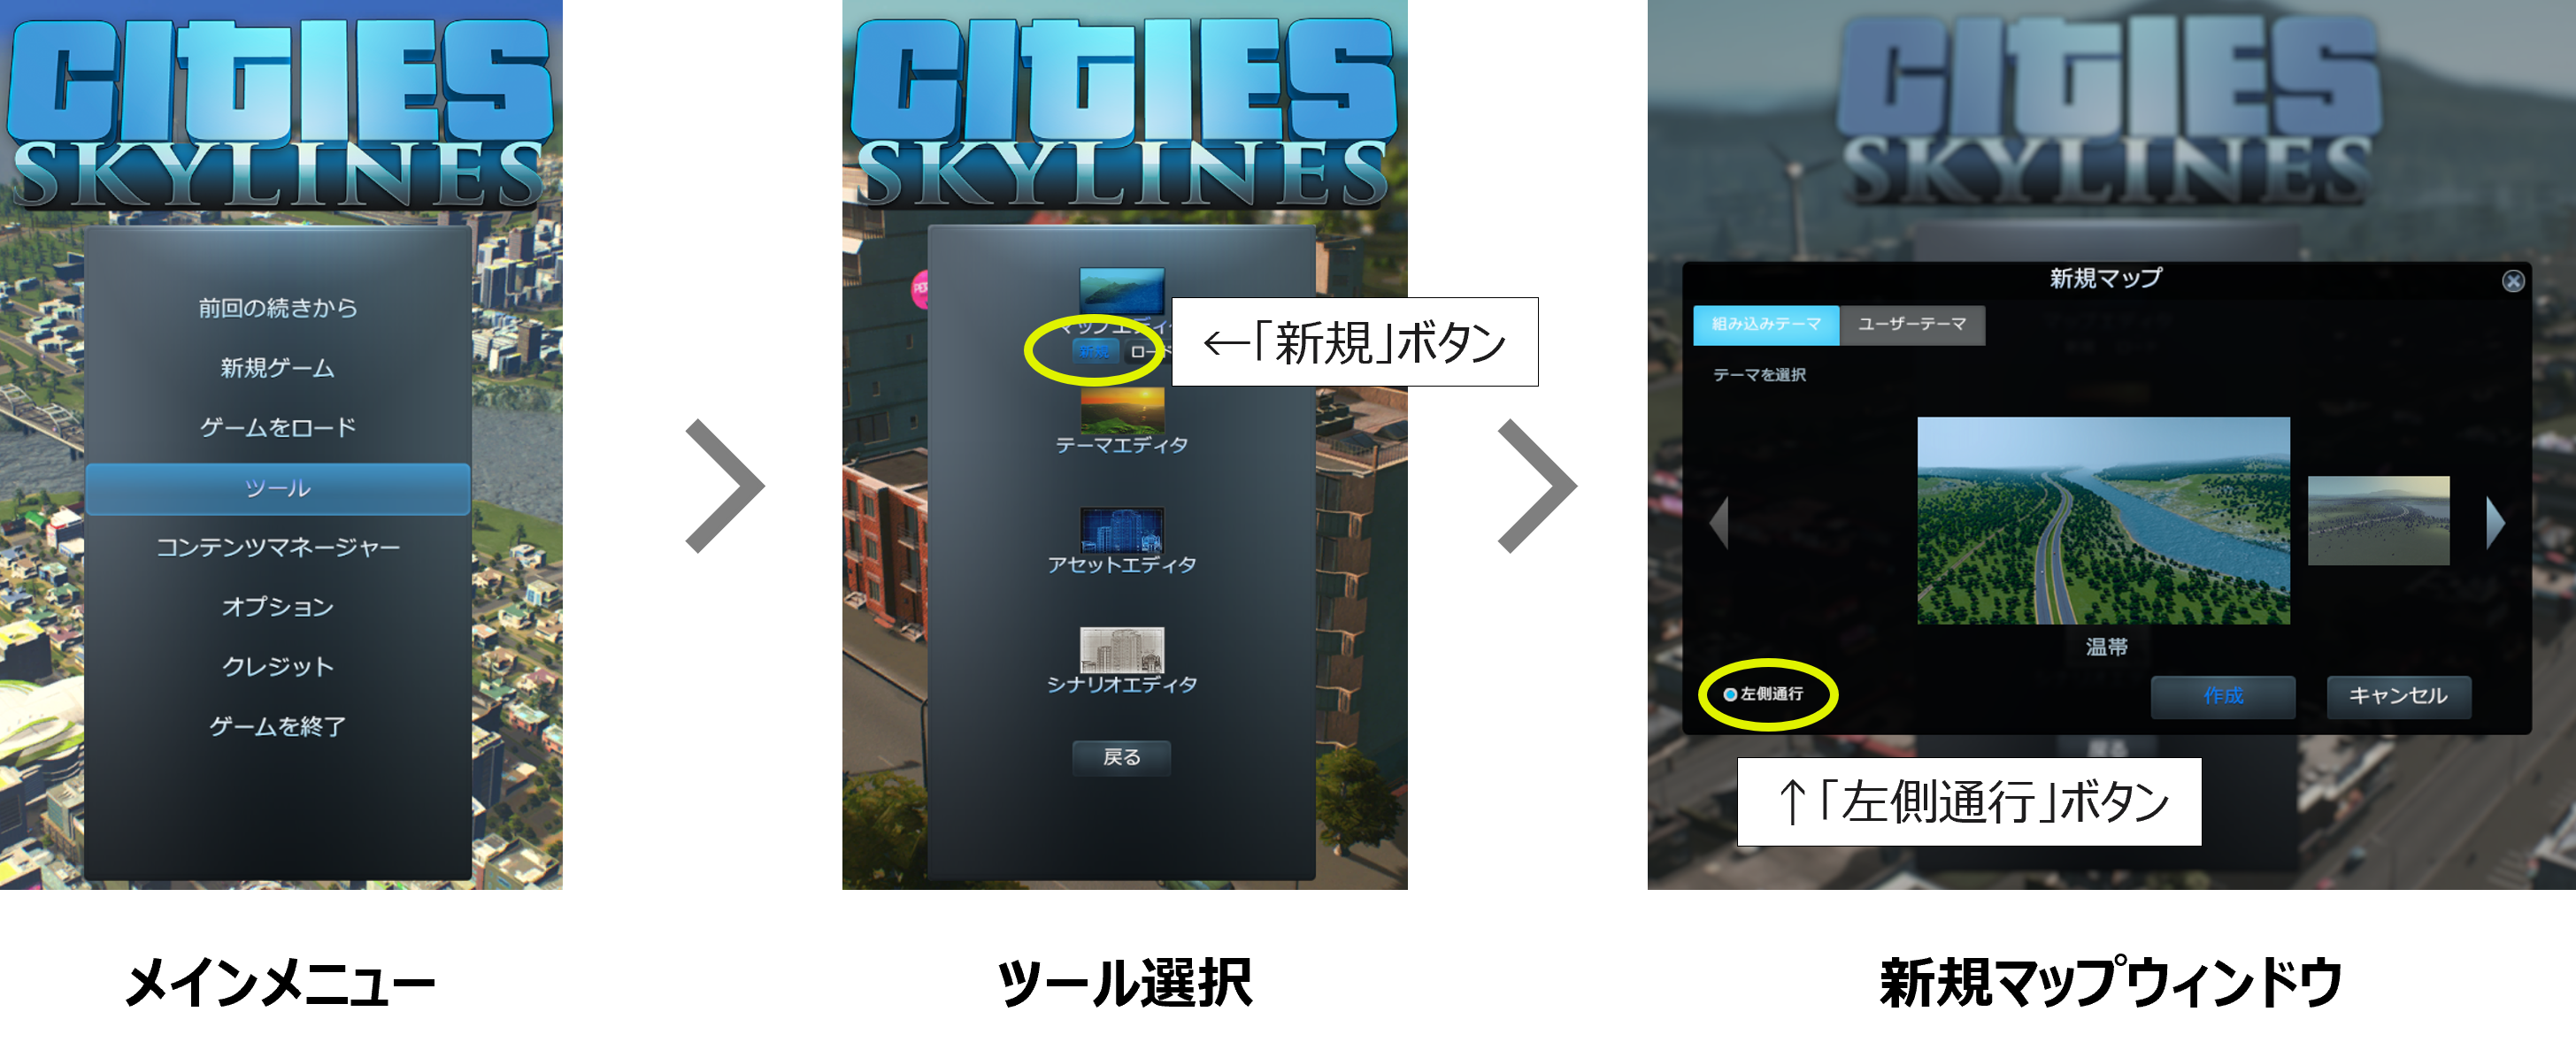 CITIES
SKYLINES
前回の続きから
新規ゲーム
ゲームをロード
ツール
コンテンツマネージャー
オプション
クレジット
ゲームを終了
メインメニュー
CITIES
SKYLINES
マップエディ
新規 ロード
←「新規」ボタン
テーマエディタ
アセットエディタ
シナリオエディタ
戻る
ツール選択
CITIES
SKYLINES
新規マップ
組み込みテーマ ユーザーテーマ
テーマを選択
温帯
左側通行 作成 キャンセル
戻る
↑「左側通行」ボタン
新規マップウィンドウ